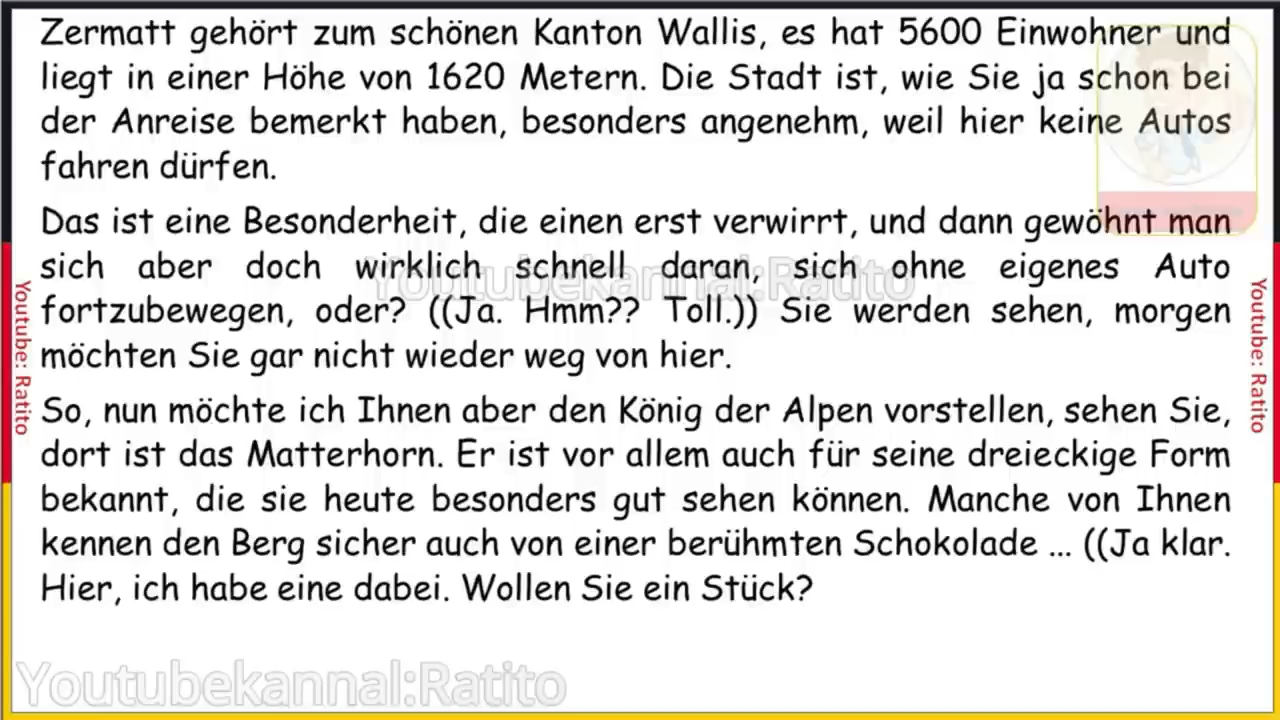 Zermatt gehört zum schönen Kanton Wallis, es hat 5600 Einwohner und
liegt in einer Höhe von 1620 Metern. Die Stadt ist, wie Sie ja schon bei
der Anreise bemerkt haben, besonders angenehm, weil hier keine Autos
fahren dürfen.
Das ist eine Besonderheit, die einen erst verwirrt, und dann gewöhnt man
sich aber doch wirklich schnell daran, sich ohne eigenes Auto
fortzubewegen, oder? ((Ja. Hmm?? Toll.)) Sie werden sehen, morgen
möchten Sie gar nicht wieder weg von hier.
So, nun möchte ich Ihnen aber den König der Alpen vorstellen, sehen Sie,
dort ist das Matterhorn. Er ist vor allem auch für seine dreieckige Form
bekannt, die sie heute besonders gut sehen können. Manche von Ihnen
kennen den Berg sicher auch von einer berühmten Schokolade ... ((Ja klar.
Hier, ich habe eine dabei. Wollen Sie ein Stück?
Youtube: Ratito
Youtube: Ratito
Youtubekannal:Ratito
Youtubekannal:Ratito